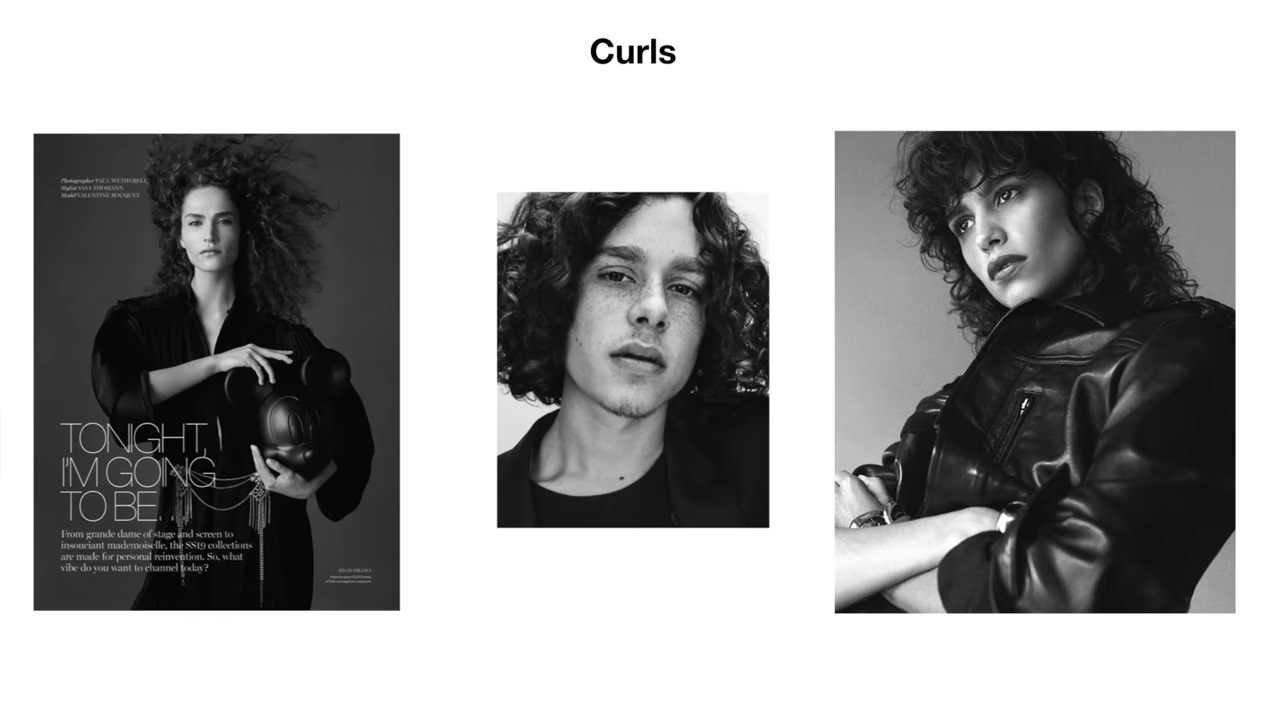 Curls
Photographer PAUL WETHERELL
Stylist SASA THOMANN
Model VALENTINE BOUQUET
TONIGHT,
I'M GOING
TO BE...
From grande dame of stage and screen to
insouciant mademoiselle, the SS19 collections
are made for personal reinvention. So, what
vibe do you want to channel today?
HIGH DRAMA